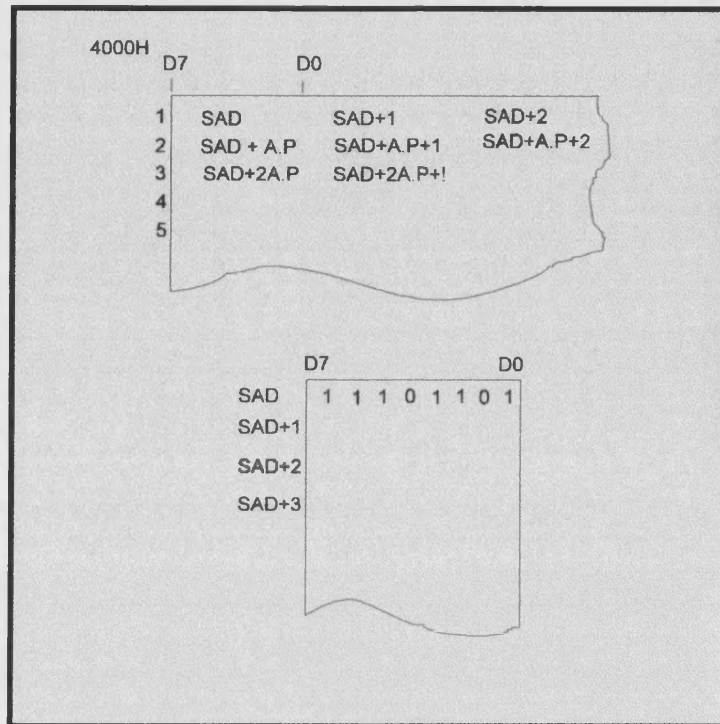 4000H
D7 D0
1 SAD SAD+1 SAD+2
2 SAD + A.P SAD+A.P+1 SAD+A.P+2
3 SAD+2A.P SAD+2A.P+!
4
5
D7 D0
SAD 1 1 1 0 1 1 0 1
SAD+1
SAD+2
SAD+3